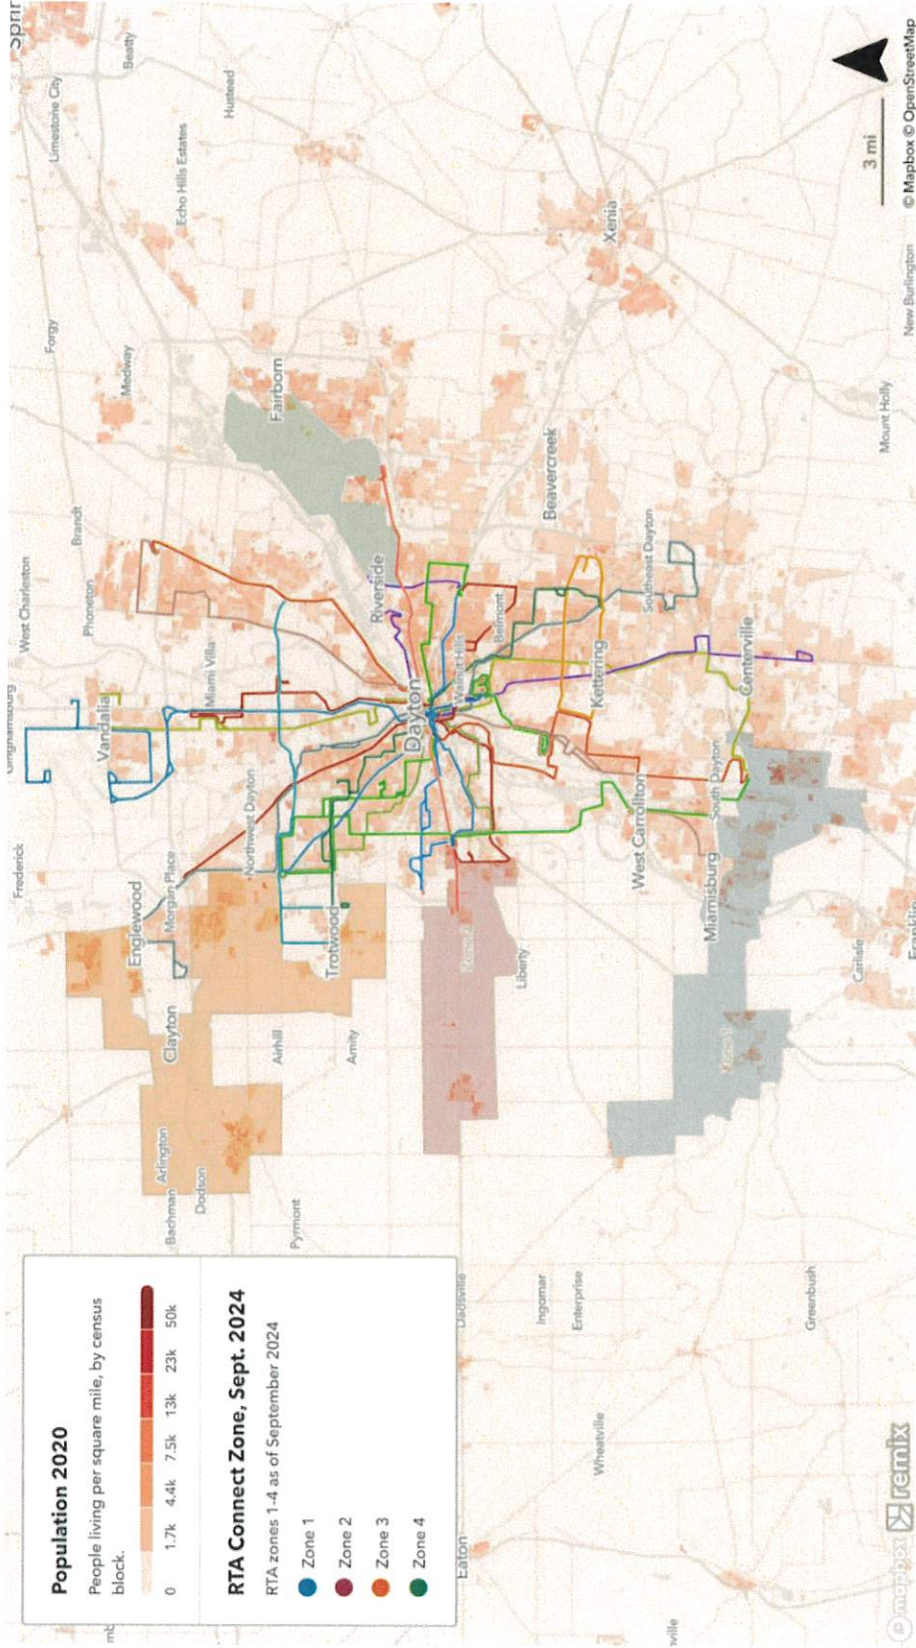 Population 2020
People living per square mile, by census
block.
0 1.7k 4.4k 7.5k 13k 23k 50k
RTA Connect Zone, Sept. 2024
RTA zones 1-4 as of September 2024
Zone 1
Zone 2
Zone 3
Zone 4
Frederick
West Charleston
Phoneton
Brandt
Forgy
Limestone City
Beatty
Medway
Hustead
Echo Hills Estates
Vandalia
Englewood
Morgan Place
Miami Villa
Northwest Dayton
Clayton
Arlington
Bachman
Dodson
Pyrmont
Airhill
Amity
Trotwood
Fairborn
Riverside
Dayton
Walnut Hills
Belmont
Beavercreek
Xenia
Liberty
Kettering
Southeast Dayton
West Carrollton
South Dayton
Centerville
Miamisburg
Zone 1
Carlisle
Mount Holly
New Burlington
Ingomar
Enterprise
Greenbush
Wheatville
Eaton
3 mi
© Mapbox © OpenStreetMap
mapbox remix